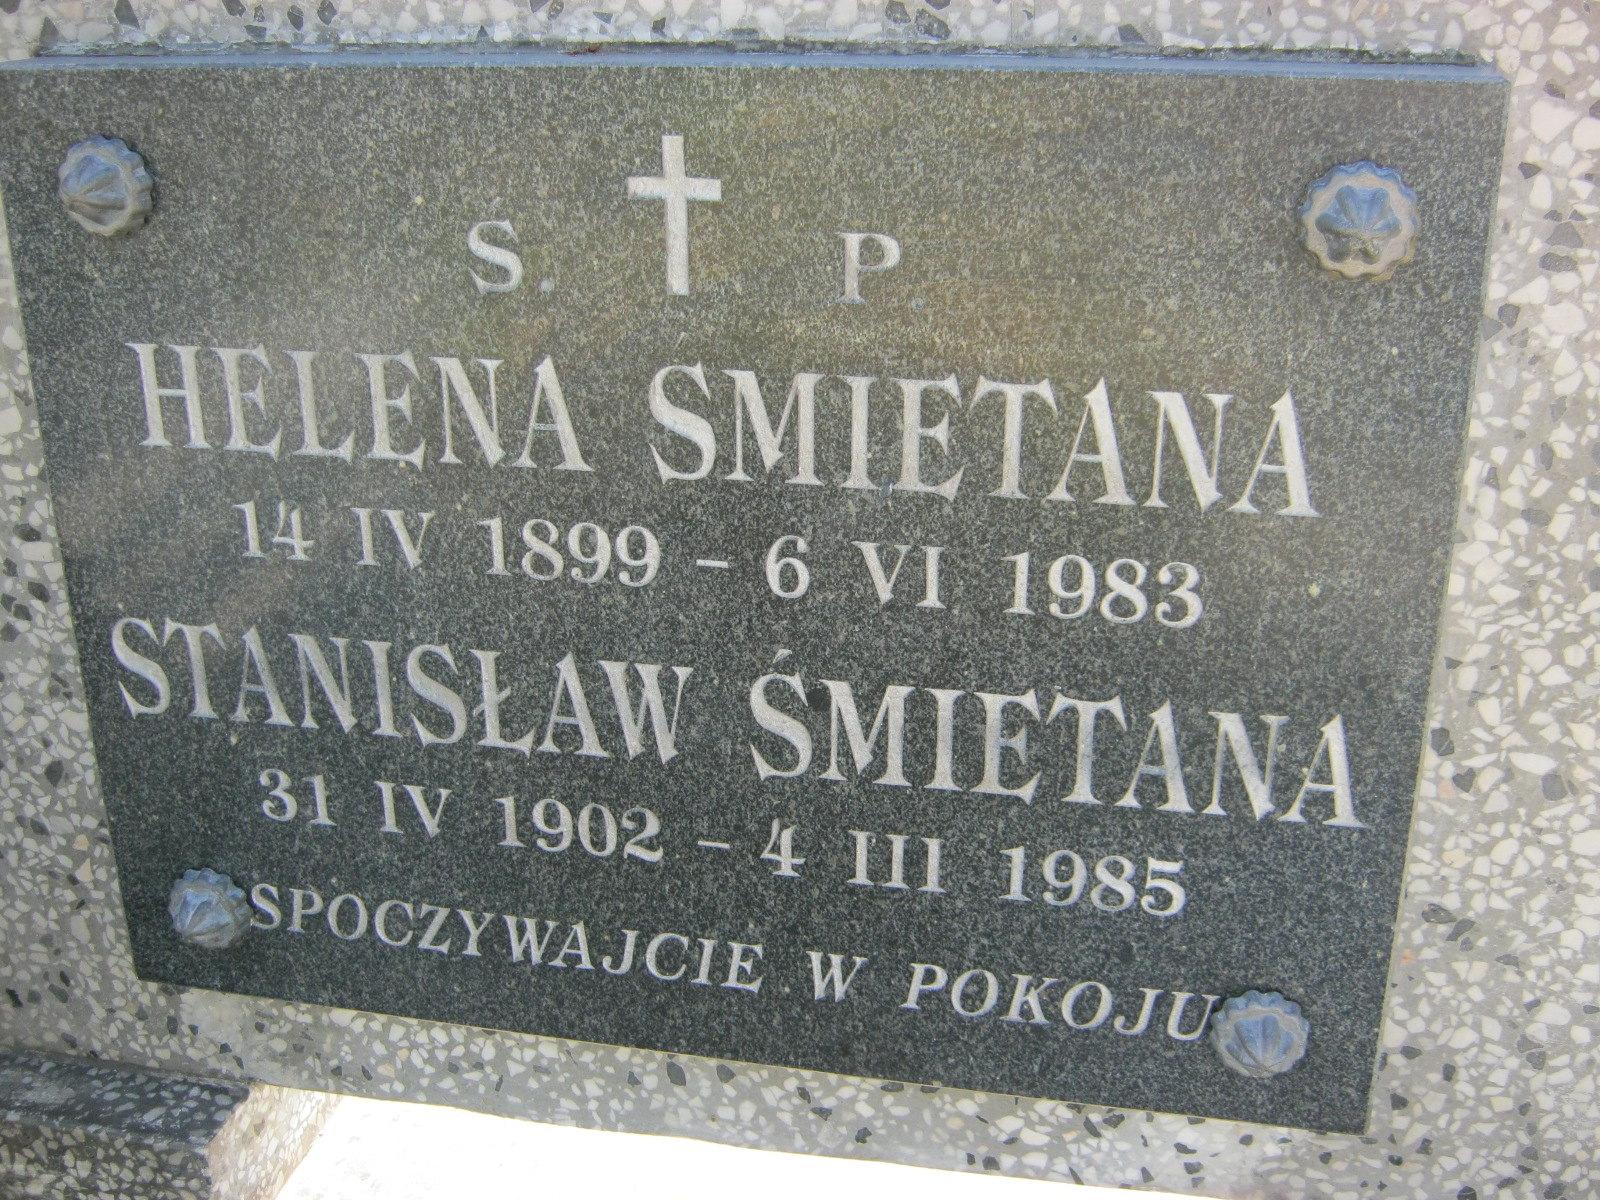 Ś. P.
HELENA ŚMIETANA
14 IV 1899 – 6 VI 1983
STANISŁAW ŚMIETANA
31 IV 1902 – 4 III 1985
SPOCZYWAJCIE W POKOJU